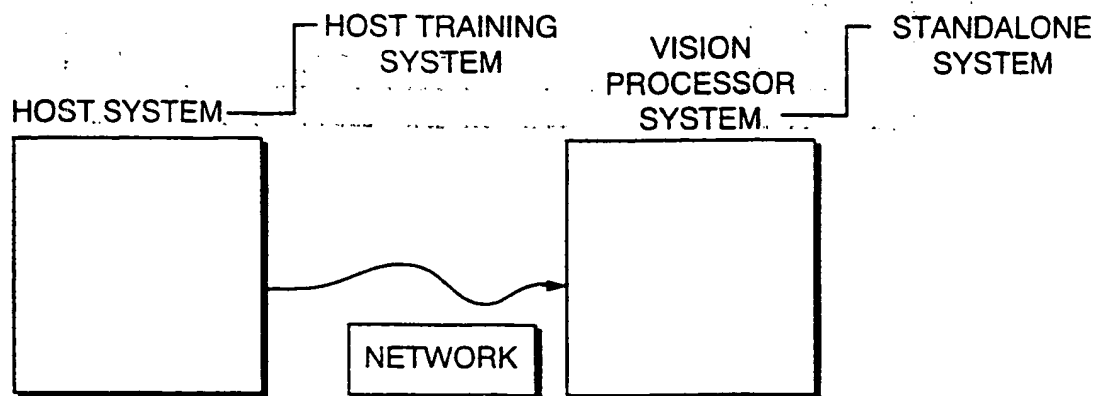 HOST TRAINING
SYSTEM
HOST SYSTEM
VISION
PROCESSOR
SYSTEM
STANDALONE
SYSTEM
NETWORK